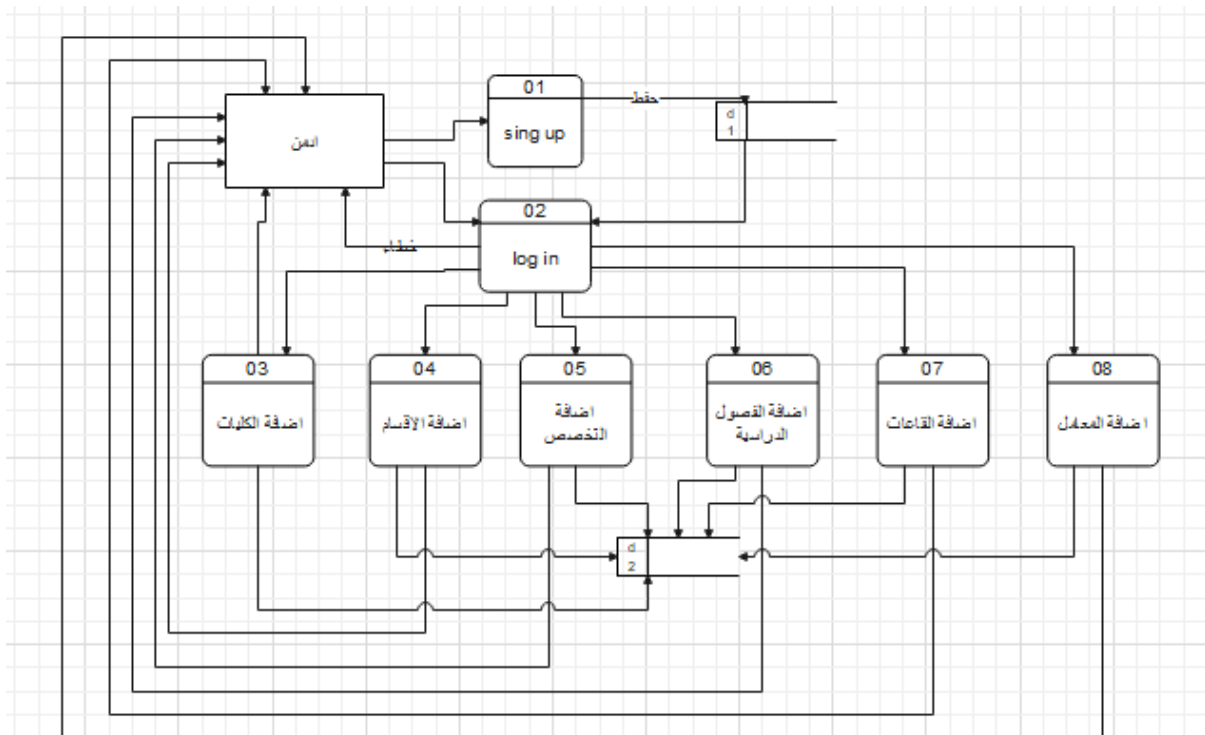 01
حفظ
sing up
d
1
ادمن
02
خطاء
log in
03
04
05
06
07
08
اضافة الكليات
اضافة الاقسام
اضافة
التخصص
اضافة الفصول
الدراسية
اضافة القاعات
اضافة المعامل
d
2